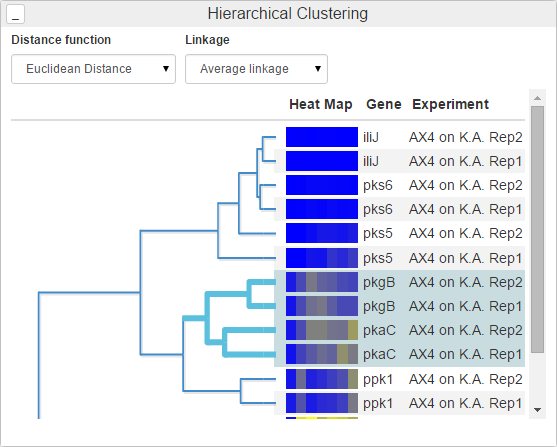 _ Hierarchical Clustering
Distance function Linkage
Euclidean Distance Average linkage
Heat Map Gene Experiment
iliJ AX4 on K.A. Rep2
iliJ AX4 on K.A. Rep1
pks6 AX4 on K.A. Rep2
pks6 AX4 on K.A. Rep1
pks5 AX4 on K.A. Rep2
pks5 AX4 on K.A. Rep1
pkgB AX4 on K.A. Rep2
pkgB AX4 on K.A. Rep1
pkaC AX4 on K.A. Rep2
pkaC AX4 on K.A. Rep1
ppk1 AX4 on K.A. Rep2
ppk1 AX4 on K.A. Rep1